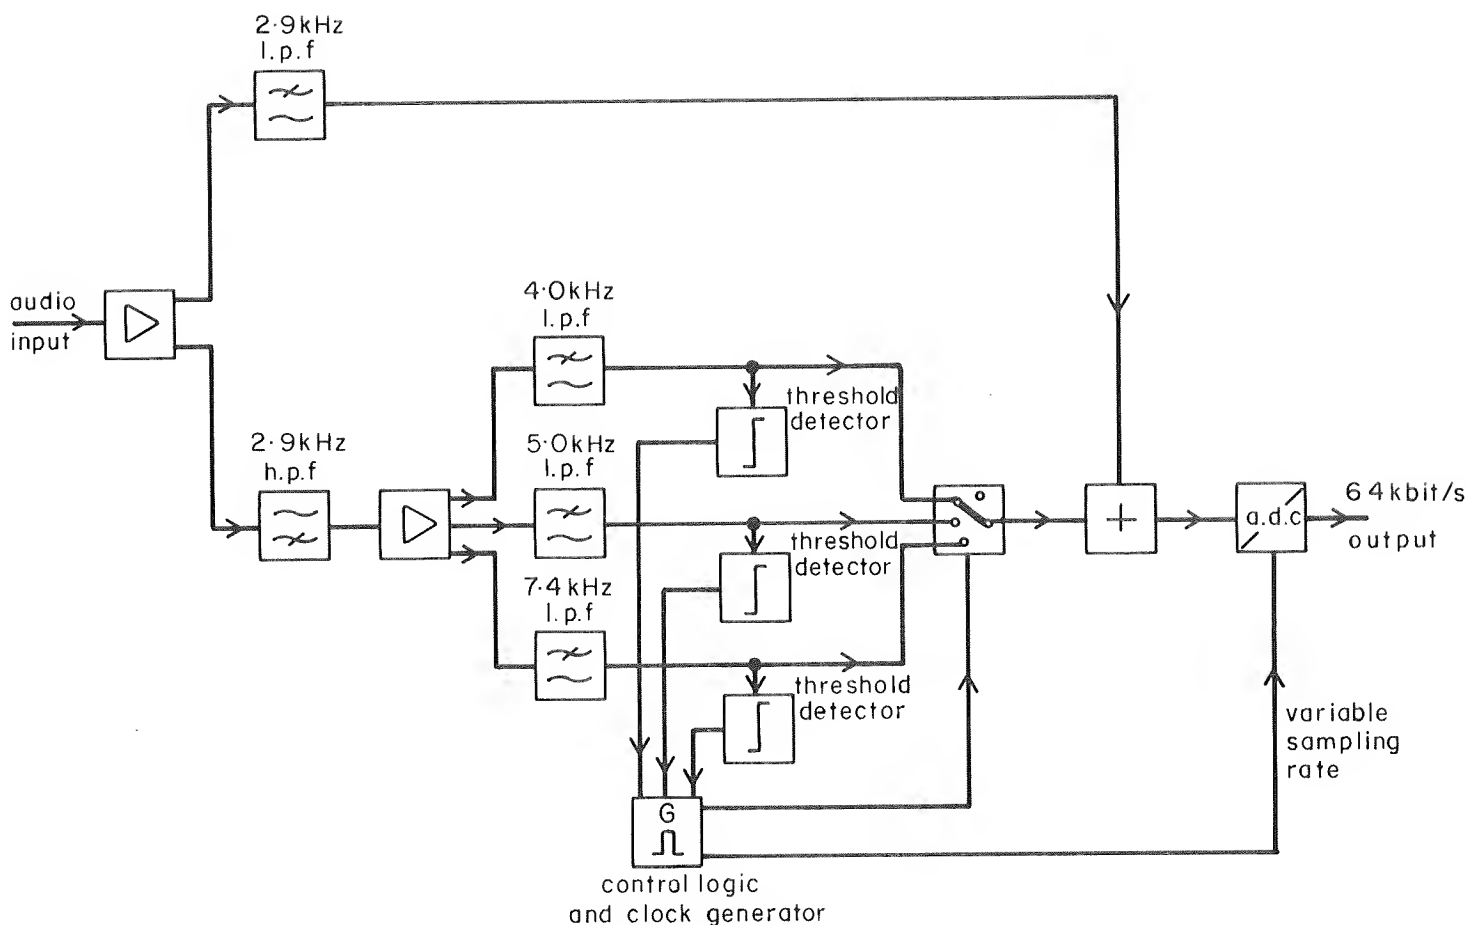 2·9kHz
l.p.f
audio
input
4·0kHz
l.p.f
threshold
detector
2·9kHz
h.p.f
5·0kHz
l.p.f
threshold
detector
+
a.d.c
64kbit/s
output
7·4kHz
l.p.f
threshold
detector
variable
sampling
rate
G
control logic
and clock generator